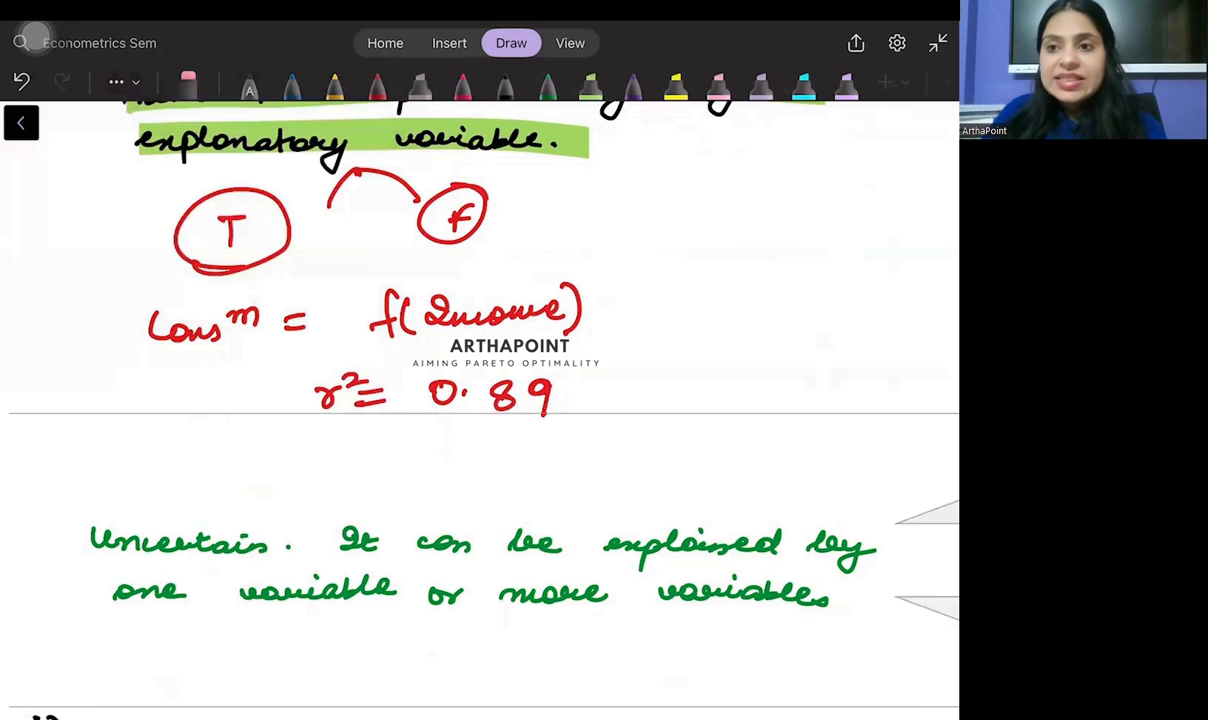 Econometrics Sem
Home Insert Draw View
A
explanatory variable.
T f
Cons^m = f(Income)
ARTHAPOINT
AIMING PARETO OPTIMALITY
r² = 0.89
Uncertain. It can be explained by
one variable or more variables
ArthaPoint